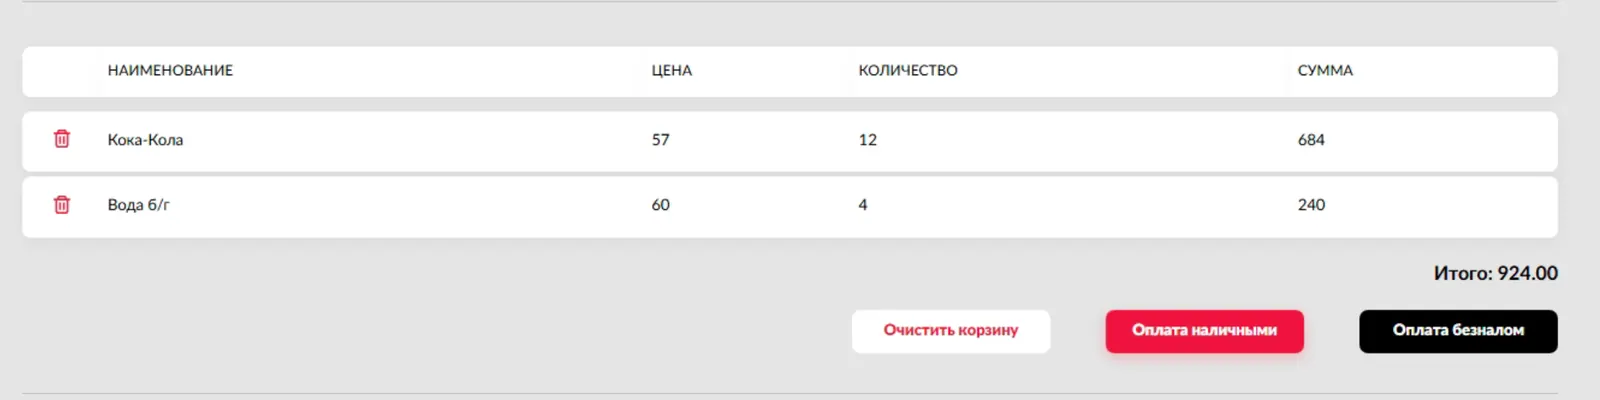 НАИМЕНОВАНИЕ ЦЕНА КОЛИЧЕСТВО СУММА
Кока-Кола 57 12 684
Вода б/г 60 4 240
Итого: 924.00
Очистить корзину Оплата наличными Оплата безналом